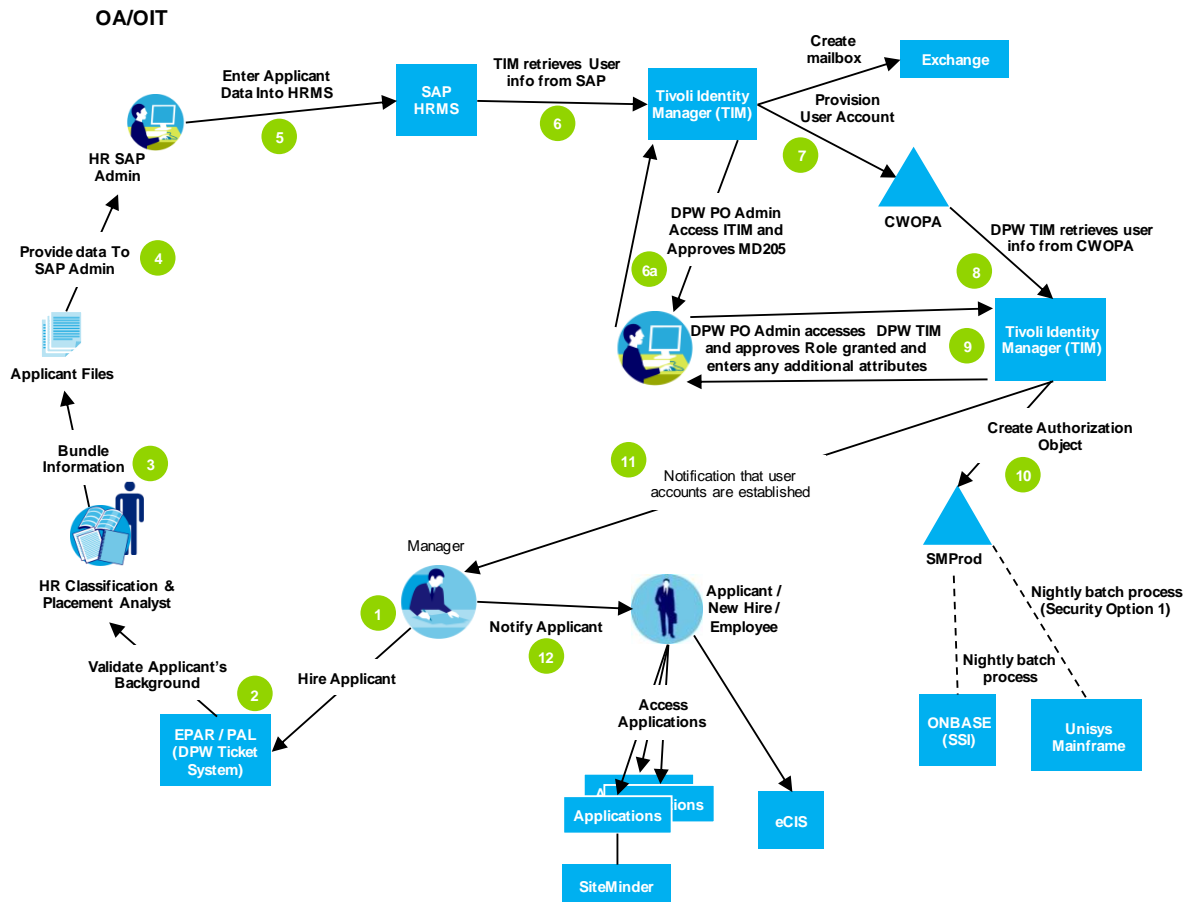 OA/OIT
Create
mailbox
Exchange
TIM retrieves User
info from SAP
Enter Applicant
Data Into HRMS
SAP
HRMS
Tivoli Identity
Manager (TIM)
Provision
User Account
5
6
7
HR SAP
Admin
CWOPA
DPW PO Admin
Access ITIM and
Approves MD205
DPW TIM retrieves user
info from CWOPA
Provide data To
SAP Admin
4
6a
8
DPW PO Admin accesses DPW TIM
and approves Role granted and
enters any additional attributes
9
Tivoli Identity
Manager (TIM)
Applicant Files
Create Authorization
Object
10
Bundle
Information
3
11
Notification that user
accounts are established
Manager
SMProd
HR Classification &
Placement Analyst
1
Notify Applicant
12
Applicant /
New Hire /
Employee
Nightly batch process
(Security Option 1)
Validate Applicant's
Background
2
Hire Applicant
Nightly batch
process
EPAR / PAL
(DPW Ticket
System)
Access
Applications
ONBASE
(SSI)
Unisys
Mainframe
Applications
eCIS
SiteMinder